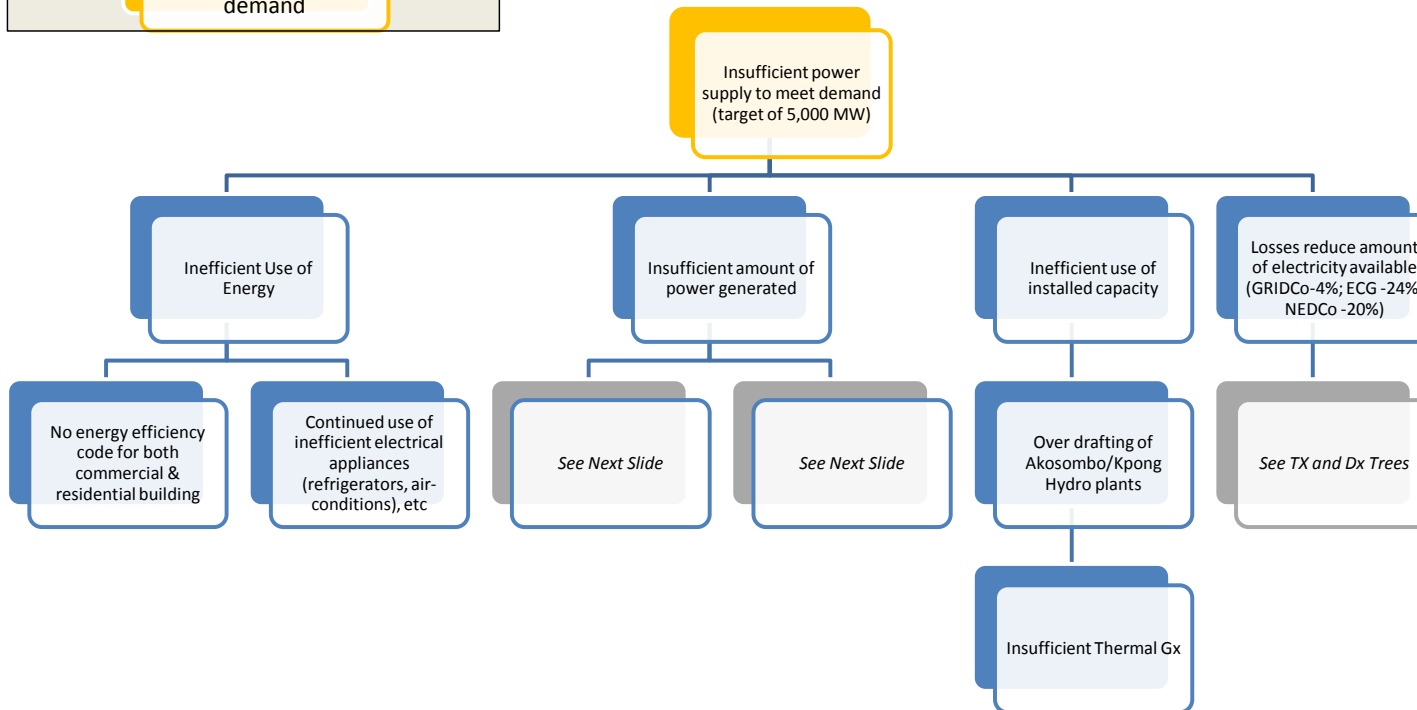 demand
Insufficient power
supply to meet demand
(target of 5,000 MW)
Inefficient Use of
Energy
Insufficient amount of
power generated
Inefficient use of
installed capacity
Losses reduce amount
of electricity available
(GRIDCo-4%; ECG -24%
NEDCo -20%)
No energy efficiency
code for both
commercial &
residential building
Continued use of
inefficient electrical
appliances
(refrigerators, air-
conditions), etc
See Next Slide
See Next Slide
Over drafting of
Akosombo/Kpong
Hydro plants
See TX and Dx Trees
Insufficient Thermal Gx